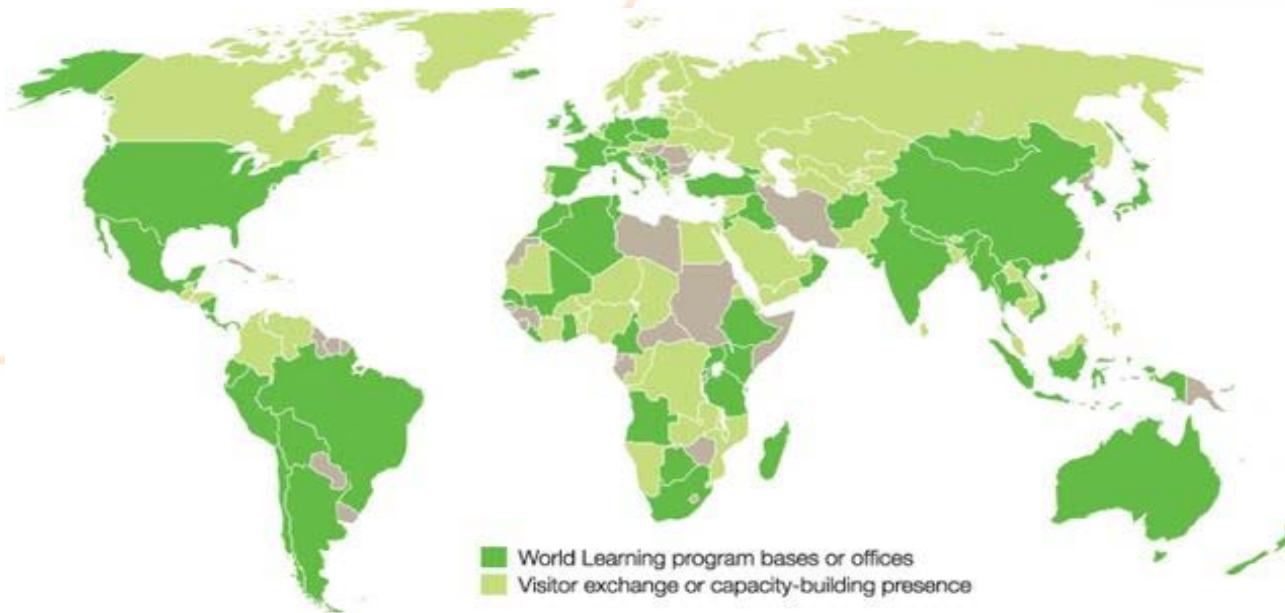 World Learning program bases or offices
Visitor exchange or capacity-building presence